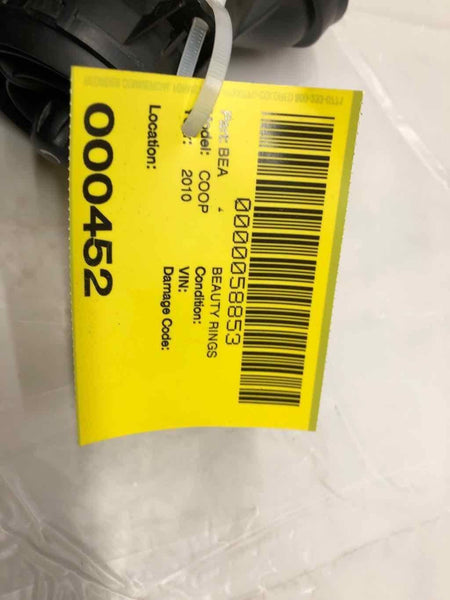 0000058853
Part: BEA
BEAUTY RINGS
Model: COOP
Condition:
2010
VIN:
Location:
Damage Code:
000452